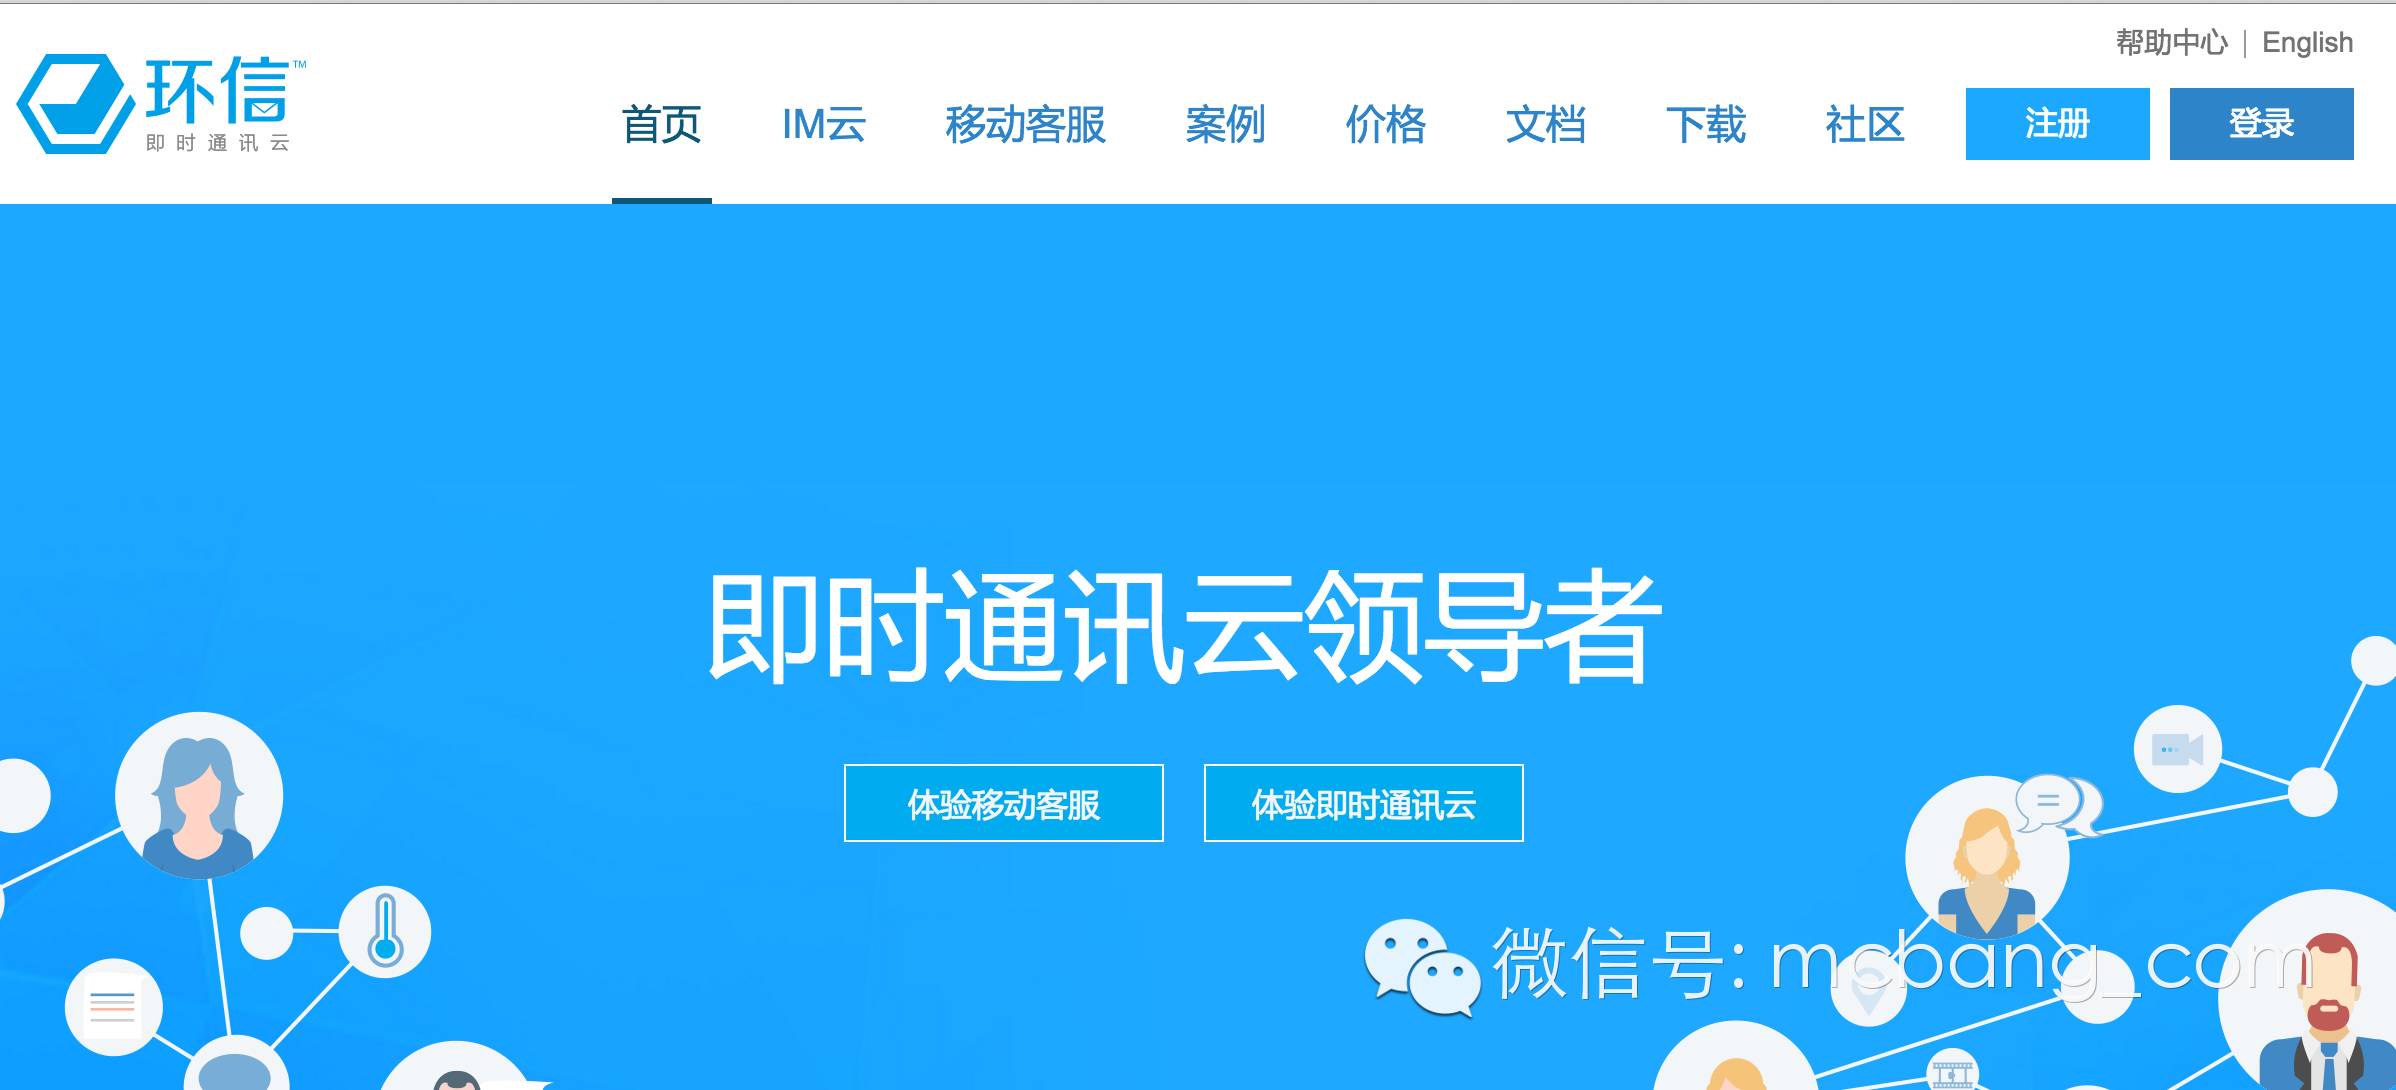 帮助中心 | English
环信™
即时通讯云
首页 IM云 移动客服 案例 价格 文档 下载 社区 注册 登录
即时通讯云领导者
体验移动客服 体验即时通讯云
微信号: mcbang_com